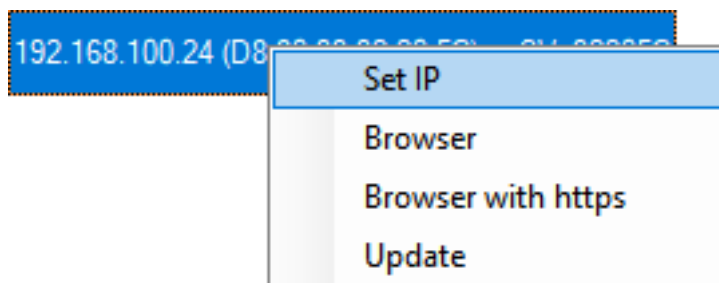 192.168.100.24 (D8
Set IP
Browser
Browser with https
Update